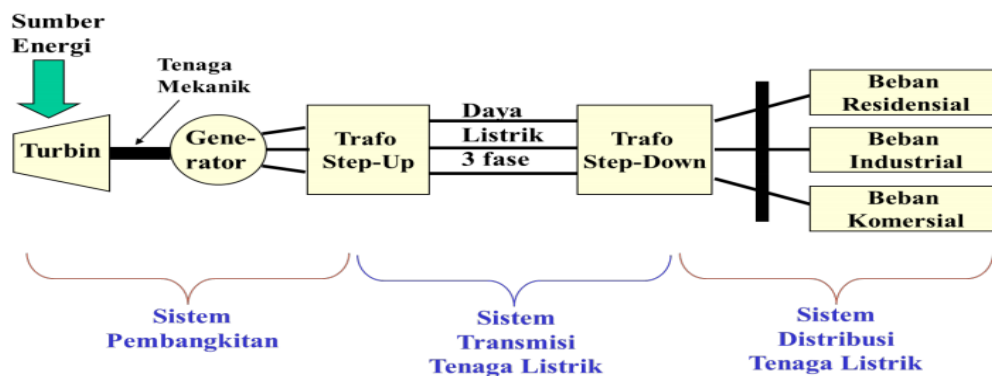 Sumber
Energi
Tenaga
Mekanik
Turbin
Gene-
rator
Trafo
Step-Up
Daya
Listrik
3 fase
Trafo
Step-Down
Beban
Residensial
Beban
Industrial
Beban
Komersial
Sistem
Pembangkitan
Sistem
Transmisi
Tenaga Listrik
Sistem
Distribusi
Tenaga Listrik